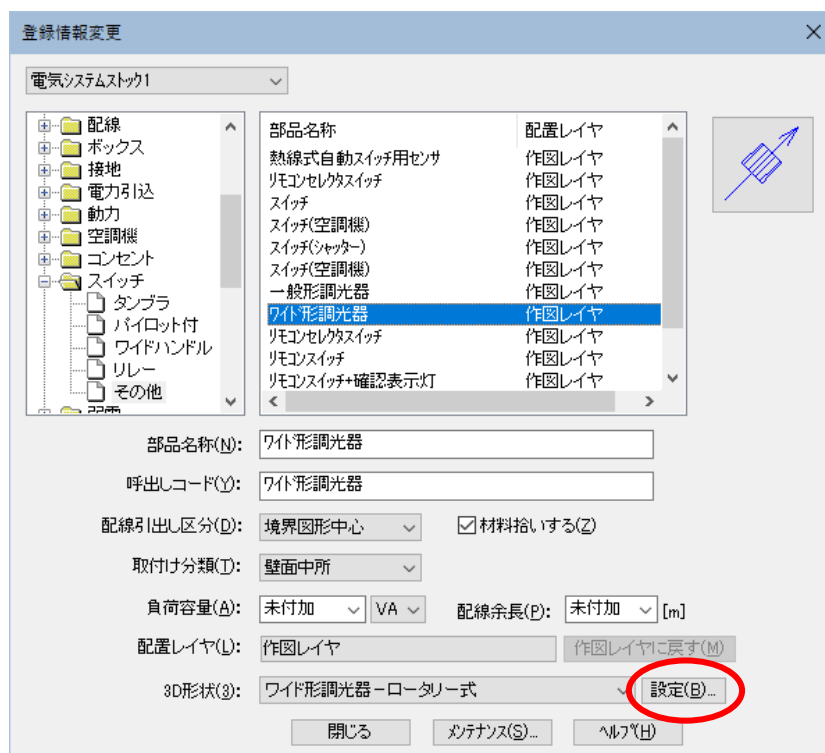 登録情報変更
電気ｼｽﾃﾑｽﾄｯｸ1
配線
ボックス
接地
電力引込
動力
空調機
コンセント
スイッチ
タンブラ
パイロット付
ワイドハンドル
リレー
その他
弱電
部品名称 配置レイヤ
熱線式自動スイッチ用センサ 作図レイヤ
ﾘﾓｺﾝｾﾚｸﾀｽｲｯﾁ 作図レイヤ
ｽｲｯﾁ 作図レイヤ
ｽｲｯﾁ(空調機) 作図レイヤ
ｽｲｯﾁ(ｼｬｯﾀｰ) 作図レイヤ
ｽｲｯﾁ(空調機) 作図レイヤ
一般形調光器 作図レイヤ
ﾜｲﾄﾞ形調光器 作図レイヤ
ﾘﾓｺﾝｾﾚｸﾀｽｲｯﾁ 作図レイヤ
ﾘﾓｺﾝｽｲｯﾁ 作図レイヤ
ﾘﾓｺﾝｽｲｯﾁ+確認表示灯 作図レイヤ
部品名称(N): ﾜｲﾄﾞ形調光器
呼出しコード(Y): ﾜｲﾄﾞ形調光器
配線引出し区分(D): 境界図形中心 材料拾いする(Z)
取付け分類(T): 壁面中所
負荷容量(A): 未付加 VA 配線余長(P): 未付加 [m]
配置レイヤ(L): 作図レイヤ 作図レイヤに戻す(M)
3D形状(3): ワイド形調光器－ロータリー式 設定(B)...
閉じる ﾒﾝﾃﾅﾝｽ(S)... ﾍﾙﾌﾟ(H)